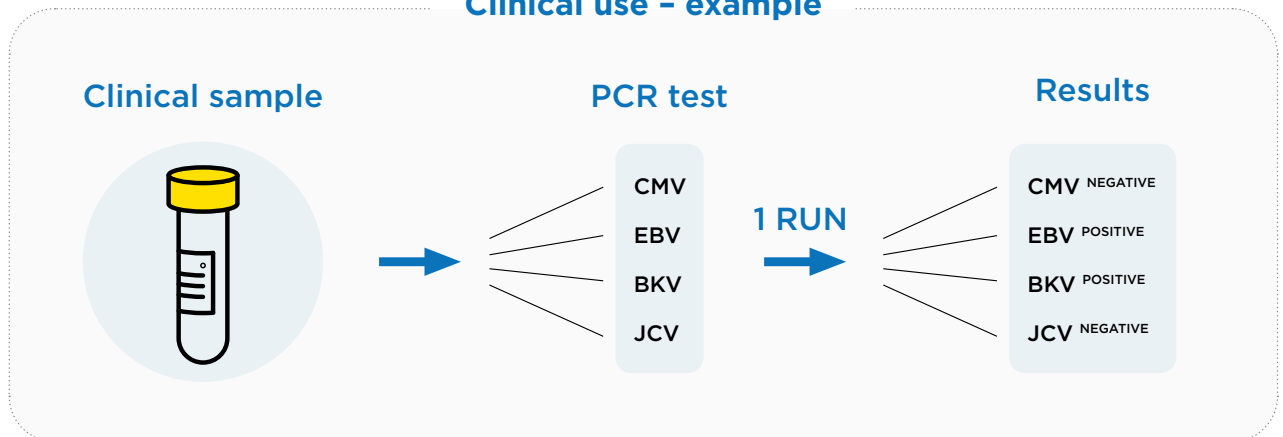 Clinical use – example
Clinical sample
PCR test
Results
CMV
EBV
BKV
JCV
1 RUN
CMV NEGATIVE
EBV POSITIVE
BKV POSITIVE
JCV NEGATIVE